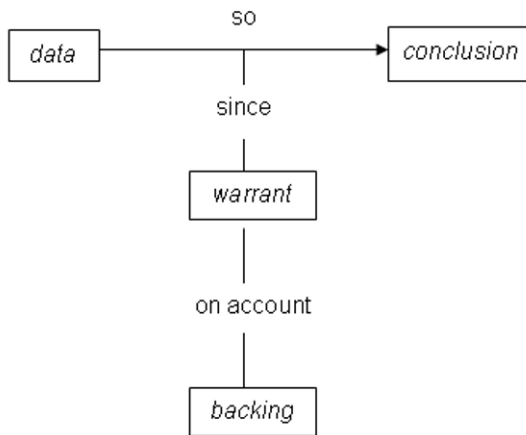 so
data
conclusion
since
warrant
on account
backing